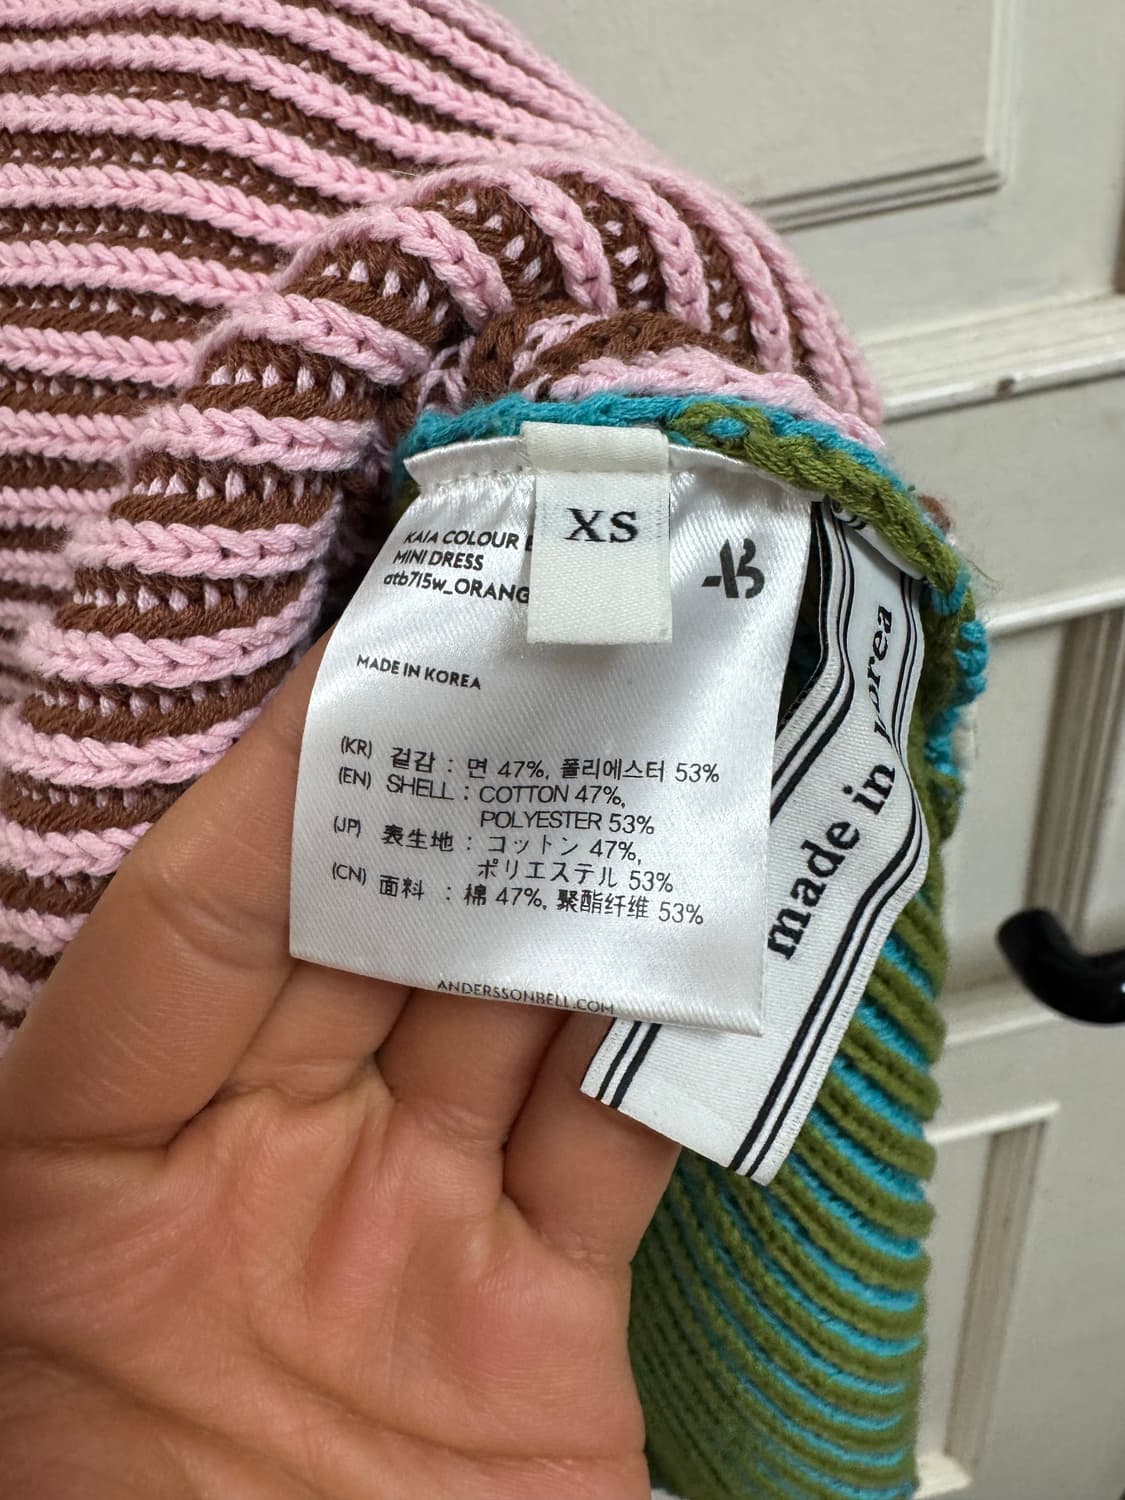 XS
KAIA COLOUR
MINI DRESS
atb715w_ORANG
MADE IN KOREA
(KR) 겉감 : 면 47%, 폴리에스터 53%
(EN) SHELL : COTTON 47%,
POLYESTER 53%
(JP) 表生地 : コットン 47%,
ポリエステル 53%
(CN) 面料 : 棉 47%, 聚酯纤维 53%
ANDERSSONBELL.COM
made in korea